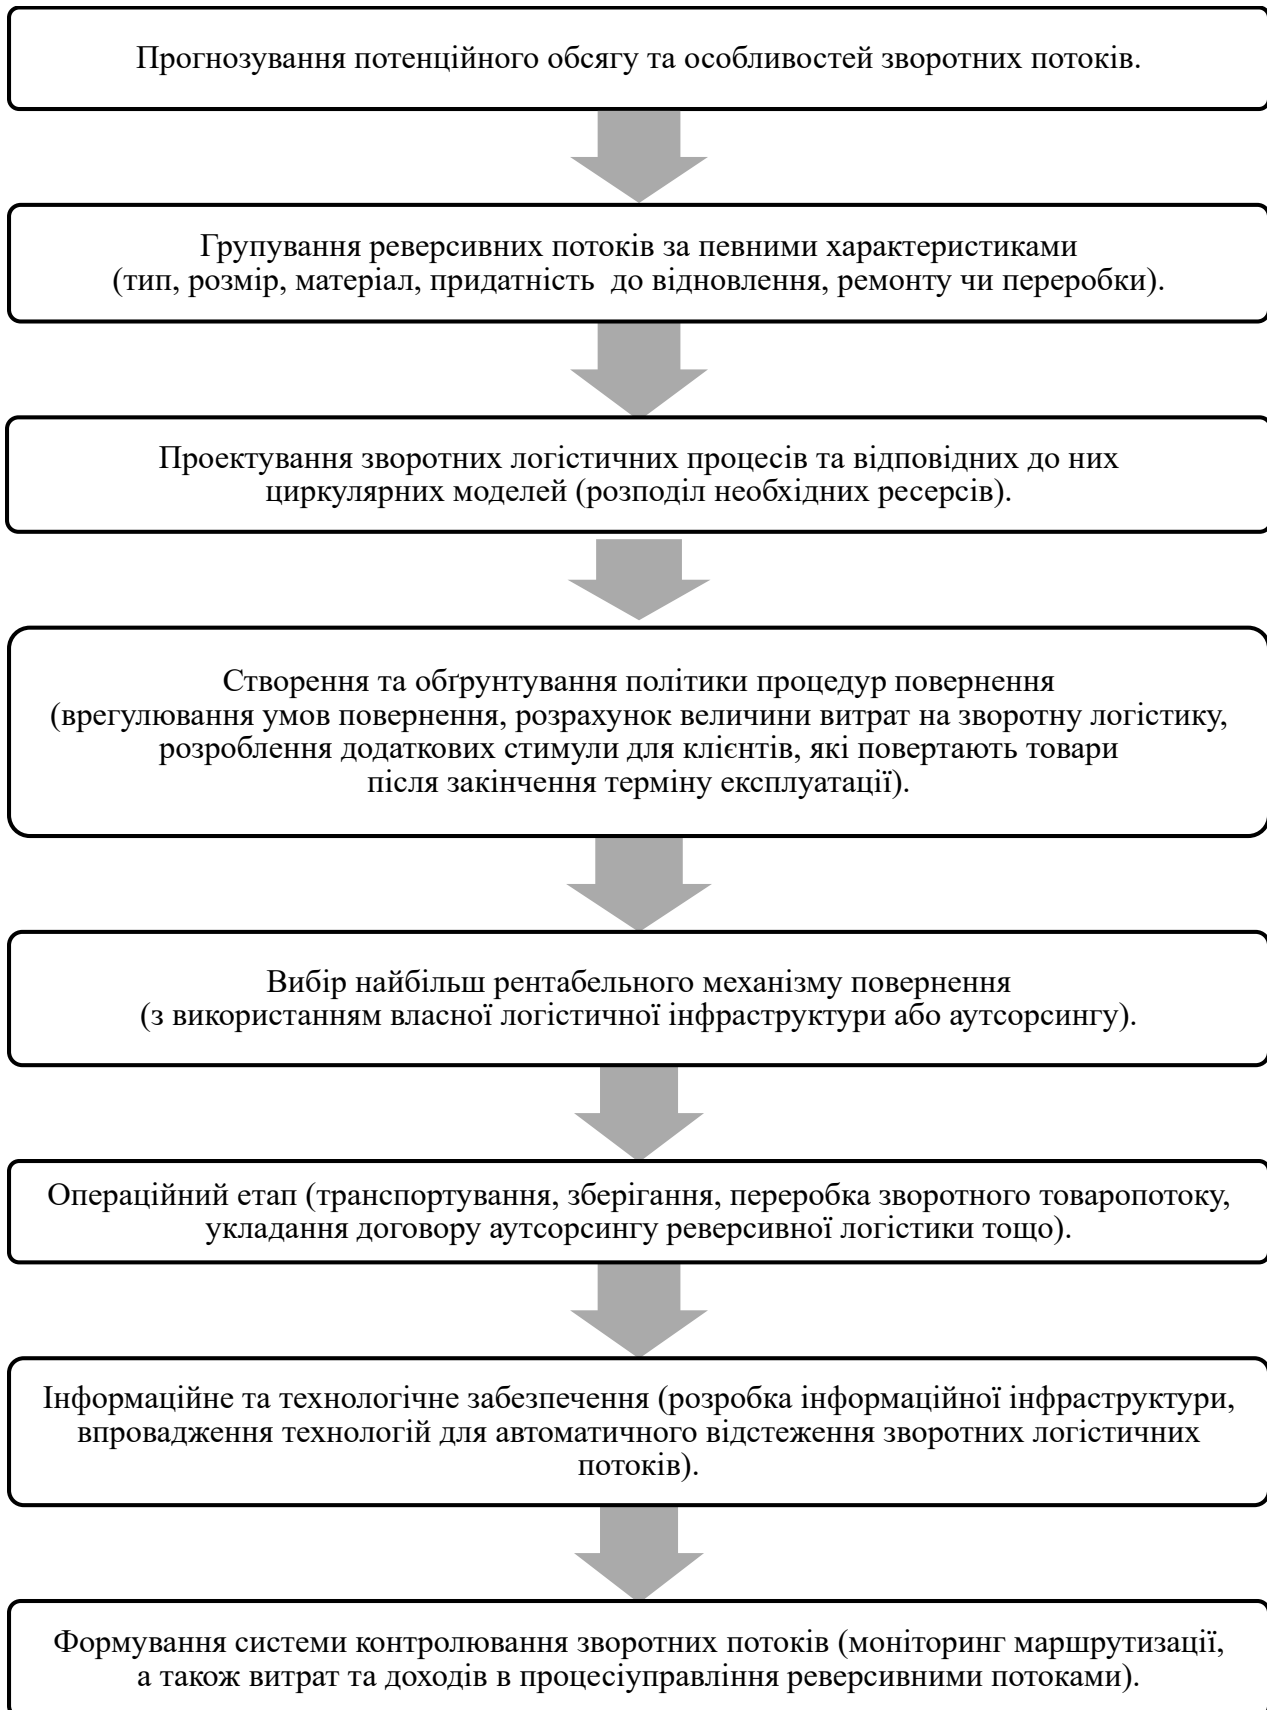 Прогнозування потенційного обсягу та особливостей зворотних потоків.
Групування реверсивних потоків за певними характеристиками
(тип, розмір, матеріал, придатність до відновлення, ремонту чи переробки).
Проектування зворотних логістичних процесів та відповідних до них
циркулярних моделей (розподіл необхідних ресерсів).
Створення та обґрунтування політики процедур повернення
(врегулювання умов повернення, розрахунок величини витрат на зворотну логістику,
розроблення додаткових стимули для клієнтів, які повертають товари
після закінчення терміну експлуатації).
Вибір найбільш рентабельного механізму повернення
(з використанням власної логістичної інфраструктури або аутсорсингу).
Операційний етап (транспортування, зберігання, переробка зворотного товаропотоку,
укладання договору аутсорсингу реверсивної логістики тощо).
Інформаційне та технологічне забезпечення (розробка інформаційної інфраструктури,
впровадження технологій для автоматичного відстеження зворотних логістичних
потоків).
Формування системи контролювання зворотних потоків (моніторинг маршрутизації,
а також витрат та доходів в процесіуправління реверсивними потоками).